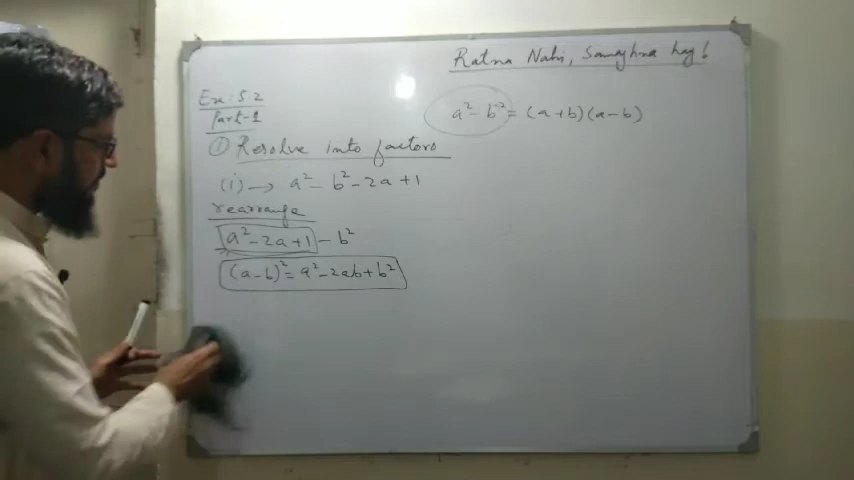 Ratna Nahi, Samajhna hay!
Ex: 5.2
Part-1
a² - b² = (a+b)(a-b)
① Resolve into factors
(i) → a² - b² - 2a + 1
rearrange
a² - 2a + 1 - b²
(a-b)² = a² - 2ab + b²